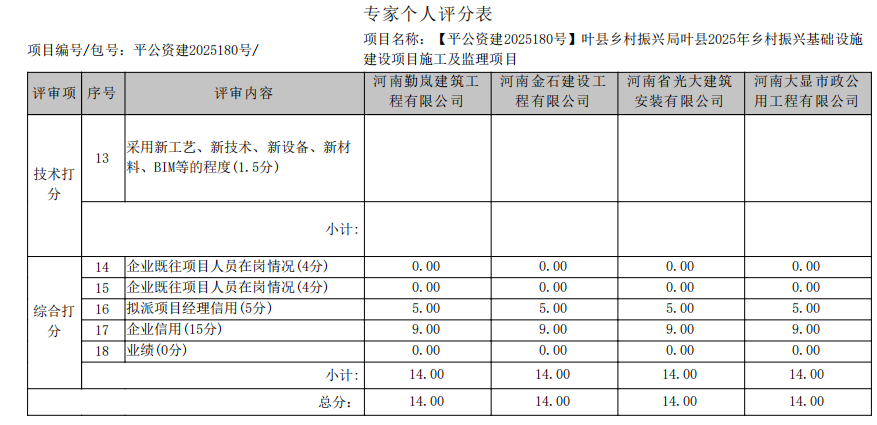 专家个人评分表
项目编号/包号: 平公资建2025180号/
项目名称: 【平公资建2025180号】叶县乡村振兴局叶县2025年乡村振兴基础设施
建设项目施工及监理项目
评审项 序号 评审内容 河南勤岚建筑工程有限公司 河南金石建设工程有限公司 河南省光大建筑安装有限公司 河南大显市政公用工程有限公司
技术打分
13 采用新工艺、新技术、新设备、新材
料、BIM等的程度(1.5分)
小计:
综合打分
14 企业既往项目人员在岗情况(4分) 0.00 0.00 0.00 0.00
15 企业既往项目人员在岗情况(4分) 0.00 0.00 0.00 0.00
16 拟派项目经理信用(5分) 5.00 5.00 5.00 5.00
17 企业信用(15分) 9.00 9.00 9.00 9.00
18 业绩(0分) 0.00 0.00 0.00 0.00
小计: 14.00 14.00 14.00 14.00
总分: 14.00 14.00 14.00 14.00